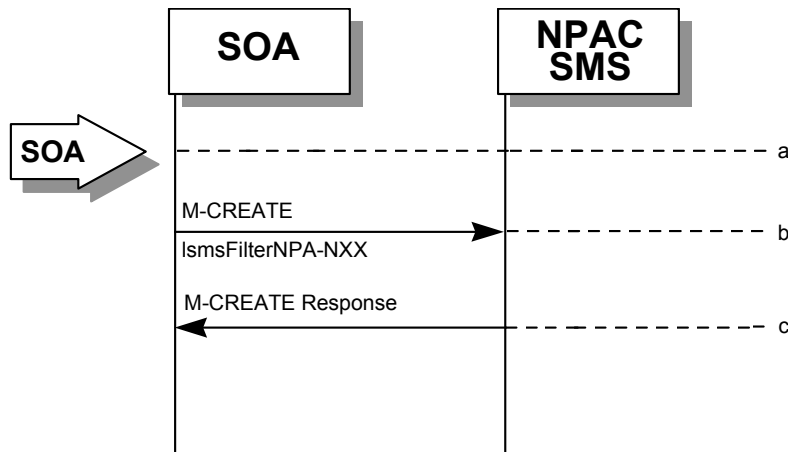 SOA
NPAC
SMS
SOA
a
M-CREATE
b
lsmsFilterNPA-NXX
M-CREATE Response
c